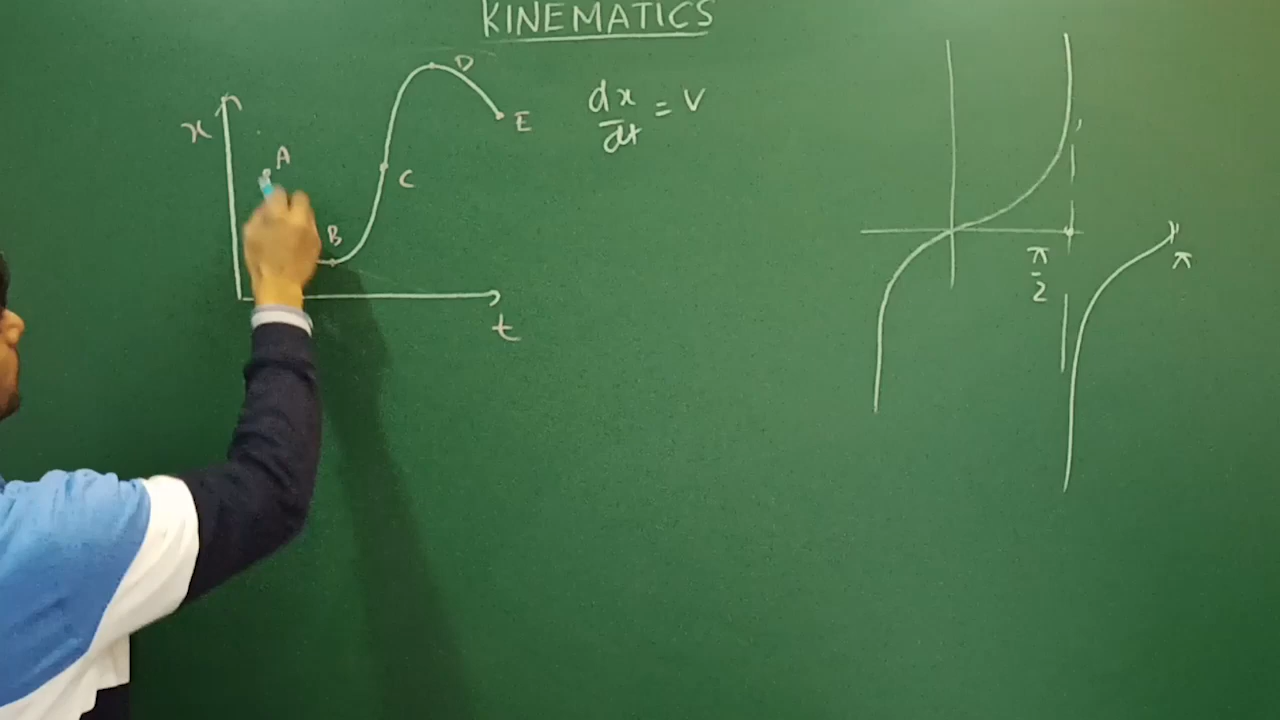 KINEMATICS
x
A
B
C
D
E
t
dx/dt = v
π/2
π